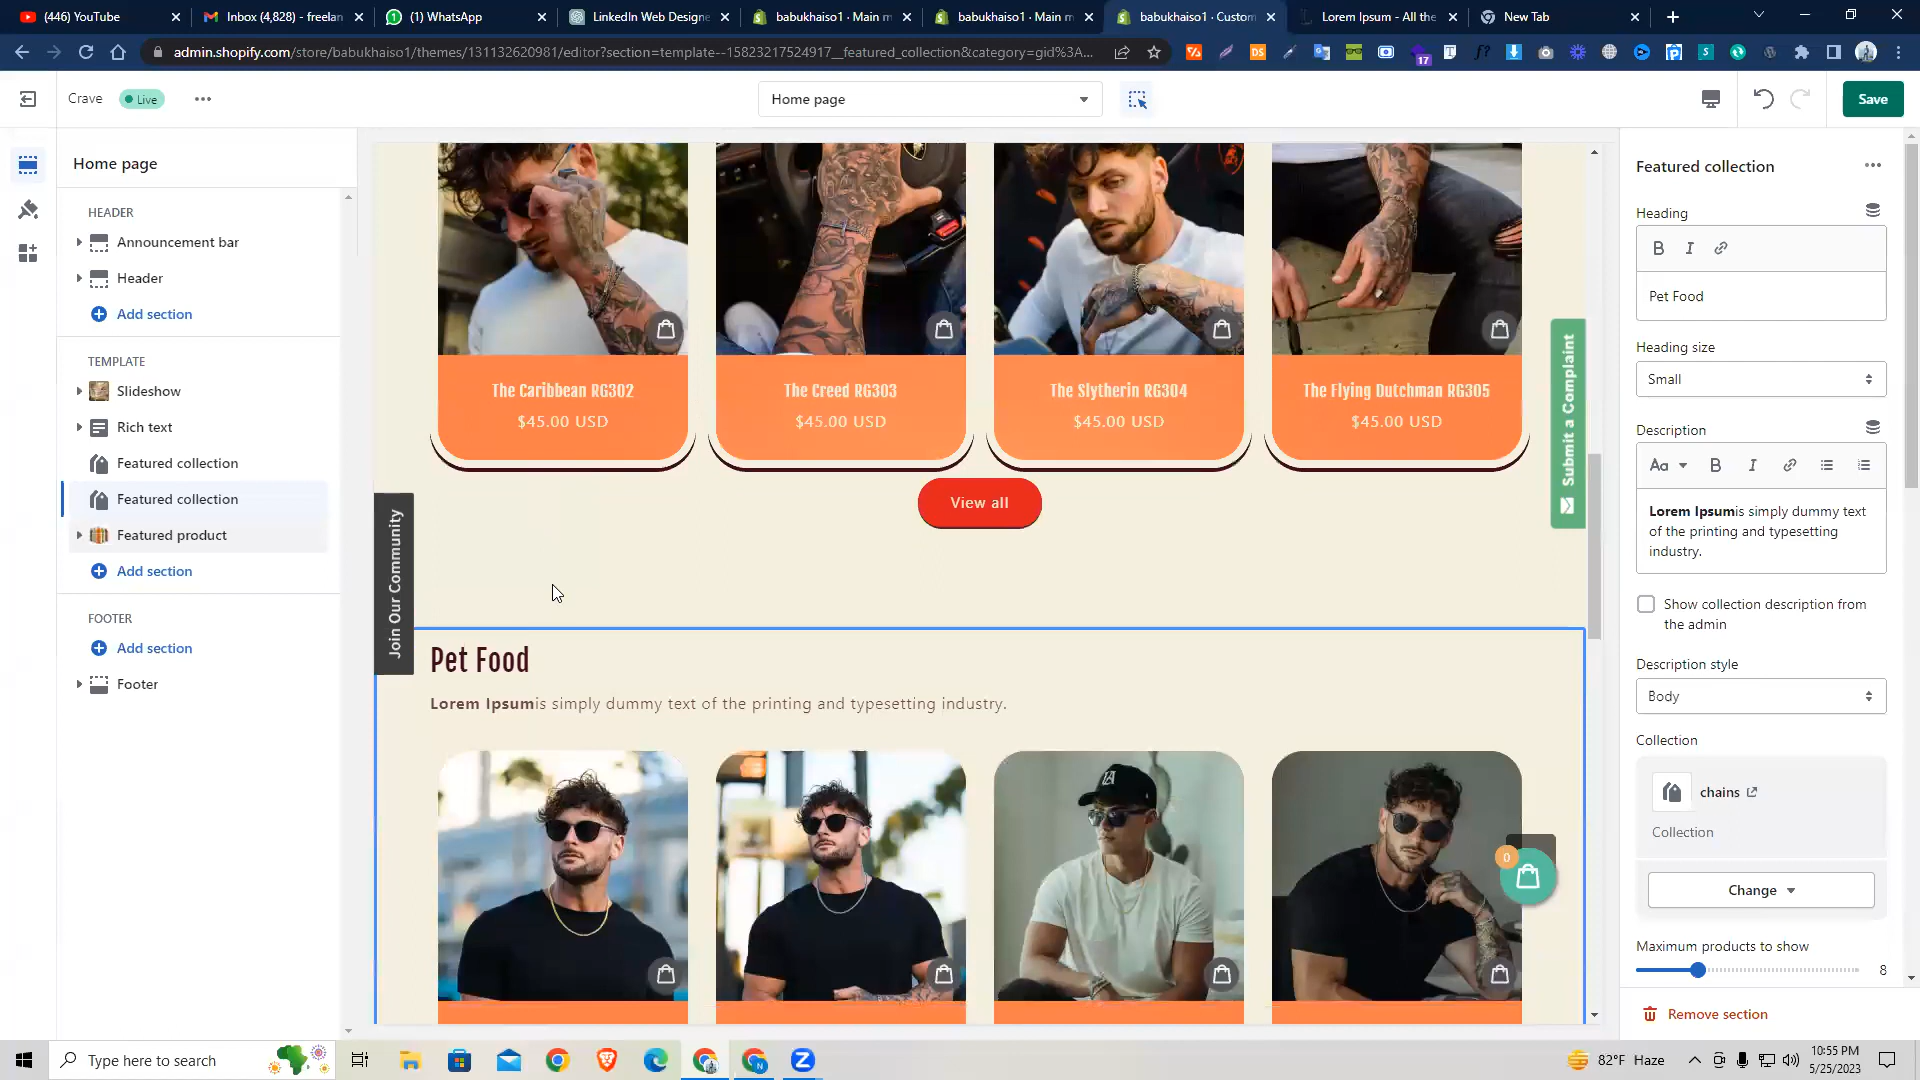 (446) YouTube
Inbox (4,828) - freelan
(1) WhatsApp
LinkedIn Web Designe
babukhaiso1 · Main m
babukhaiso1 · Main m
babukhaiso1 · Custom
Lorem Ipsum - All the
New Tab
admin.shopify.com/store/babukhaiso1/themes/131132620981/editor?section=template--15823217524917__featured_collection&category=gid%3A...
17
Crave
Live
Home page
Save
Home page
HEADER
Announcement bar
Header
Add section
TEMPLATE
Slideshow
Rich text
Featured collection
Featured collection
Featured product
Add section
FOOTER
Add section
Footer
The Caribbean RG302
$45.00 USD
The Creed RG303
$45.00 USD
The Slytherin RG304
$45.00 USD
The Flying Dutchman RG305
$45.00 USD
View all
Join Our Community
Submit a Complaint
Pet Food
Lorem Ipsumis simply dummy text of the printing and typesetting industry.
0
Featured collection
Heading
Pet Food
Heading size
Small
Description
Aa
Lorem Ipsumis simply dummy text
of the printing and typesetting
industry.
Show collection description from
the admin
Description style
Body
Collection
chains
Collection
Change
Maximum products to show
8
Remove section
Type here to search
82°F Haze
10:55 PM
5/25/2023